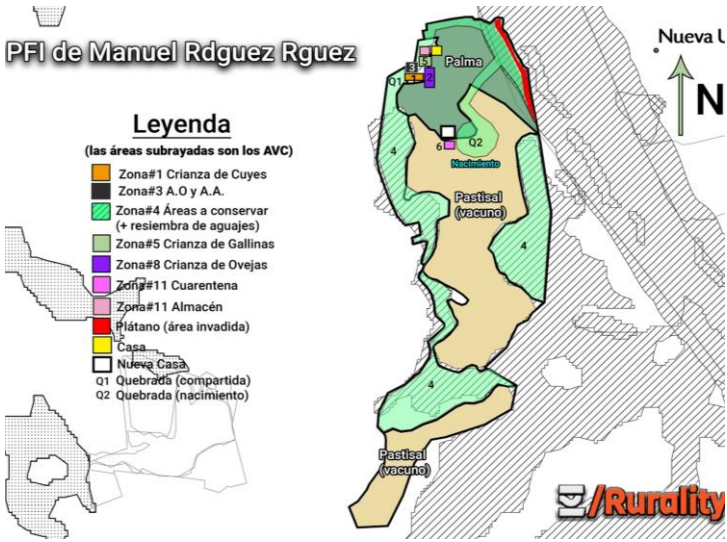 PFI de Manuel Rdguez Rguez
Nueva U
N
Leyenda
(las áreas subrayadas son los AVC)
Zona#1 Crianza de Cuyes
Zona#3 A.O y A.A.
Zona#4 Áreas a conservar
(+ resiembra de aguajes)
Zona#5 Crianza de Gallinas
Zona#8 Crianza de Ovejas
Zona#11 Cuarentena
Zona#11 Almacén
Plátano (área invadida)
Casa
Nueva Casa
Q1 Quebrada (compartida)
Q2 Quebrada (nacimiento)
Palma
5
3
Q1
1
2
6
Q2
Nacimiento
4
Pastisal
(vacuno)
4
4
Pastisal
(vacuno)
/Rurality